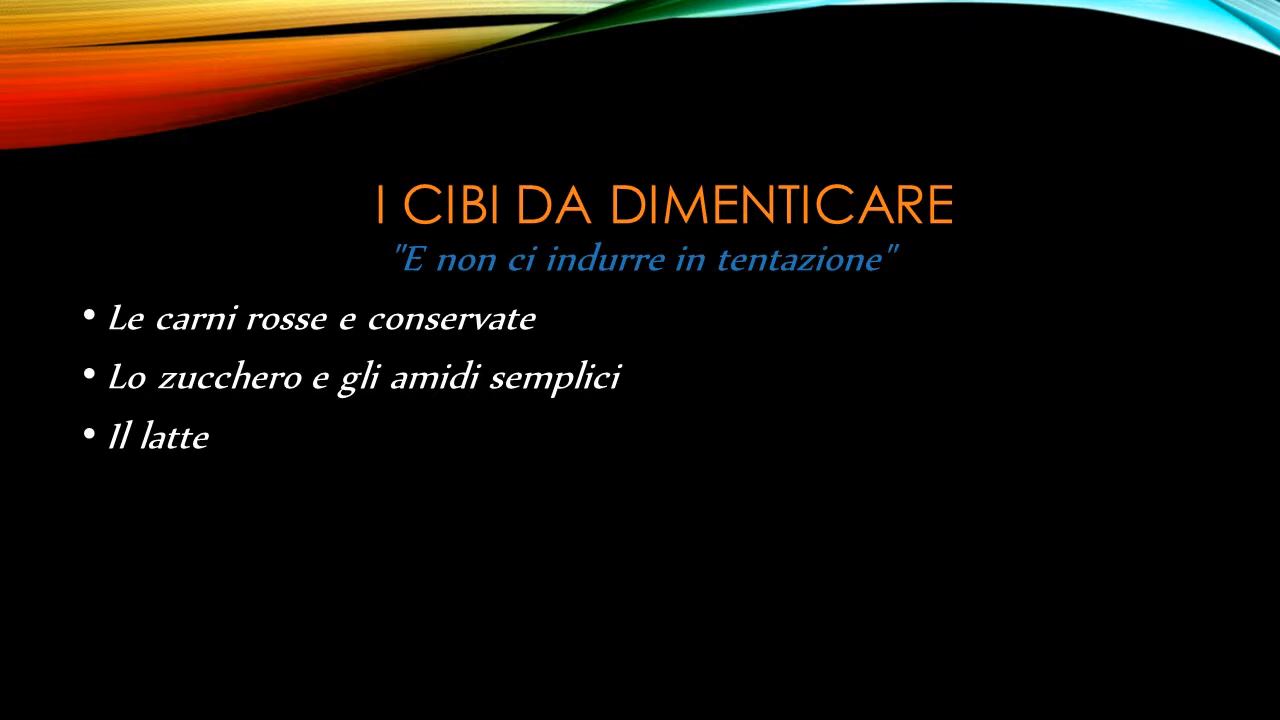 I CIBI DA DIMENTICARE
"E non ci indurre in tentazione"
• Le carni rosse e conservate
• Lo zucchero e gli amidi semplici
• Il latte